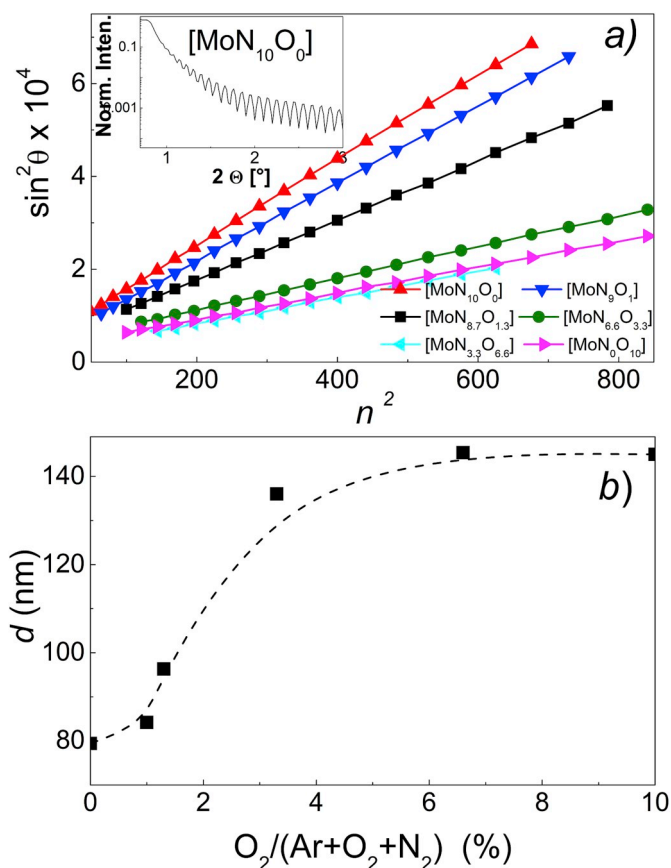 a)
[MoN₁₀O₀]
Norm. Inten.
0.1
0.001
1 2 3
2 Θ [°]
sin²θ x 10⁴
6
4
2
0
[MoN₁₀O₀] [MoN₉O₁]
[MoN₈.₇O₁.₃] [MoN₆.₆O₃.₃]
[MoN₃.₃O₆.₆] [MoN₀O₁₀]
200 400 600 800
n²
b)
d (nm)
140
120
100
80
0 2 4 6 8 10
O₂/(Ar+O₂+N₂) (%)